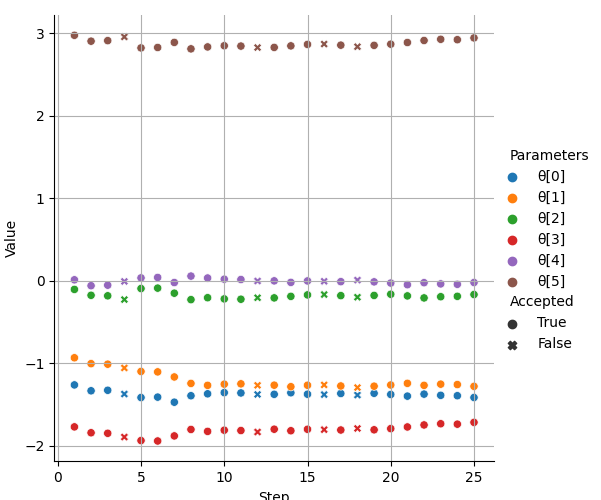 3
2
1
0
−1
−2
Value
0
5
10
15
20
25
Step
Parameters
θ[0]
θ[1]
θ[2]
θ[3]
θ[4]
θ[5]
Accepted
True
False